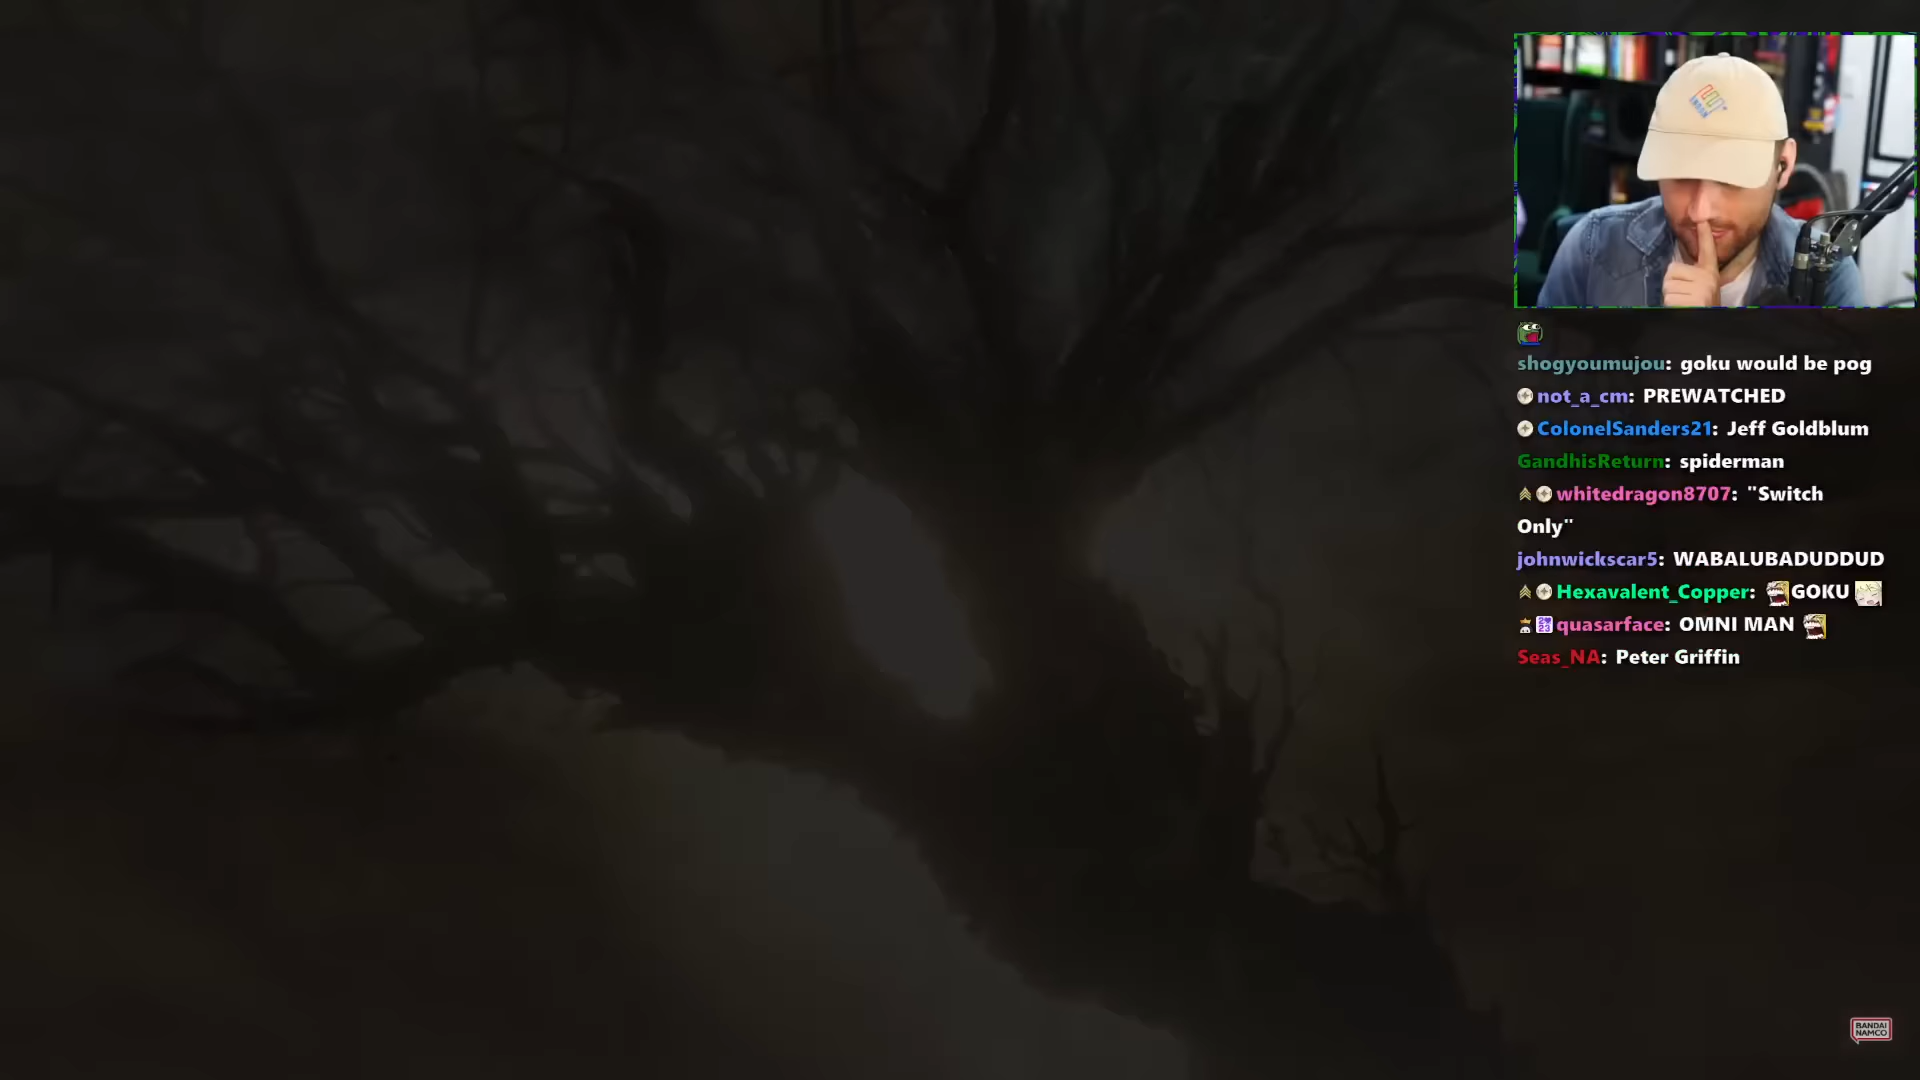 shogyoumujou: goku would be pog
not_a_cm: PREWATCHED
ColonelSanders21: Jeff Goldblum
GandhisReturn: spiderman
whitedragon8707: "Switch
Only"
johnwickscar5: WABALUBADUDDUD
Hexavalent_Copper: GOKU
quasarface: OMNI MAN
Seas_NA: Peter Griffin
BANDAI
NAMCO